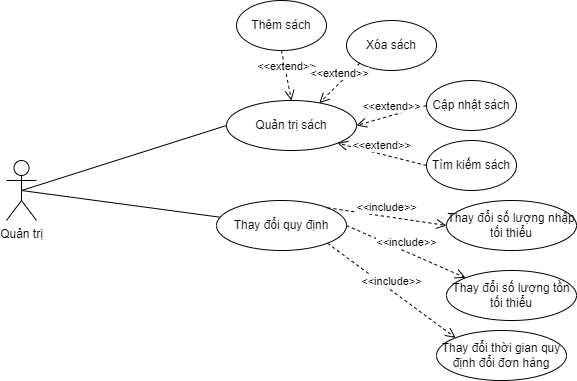 Thêm sách
Xóa sách
<<extend>>
<<extend>>
Cập nhật sách
<<extend>>
Quản trị sách
<<extend>>
Tìm kiếm sách
Quản trị
Thay đổi quy định
<<include>>
Thay đổi số lượng nhập
tối thiểu
<<include>>
Thay đổi số lượng tồn
tối thiểu
<<include>>
Thay đổi thời gian quy
định đổi đơn hàng